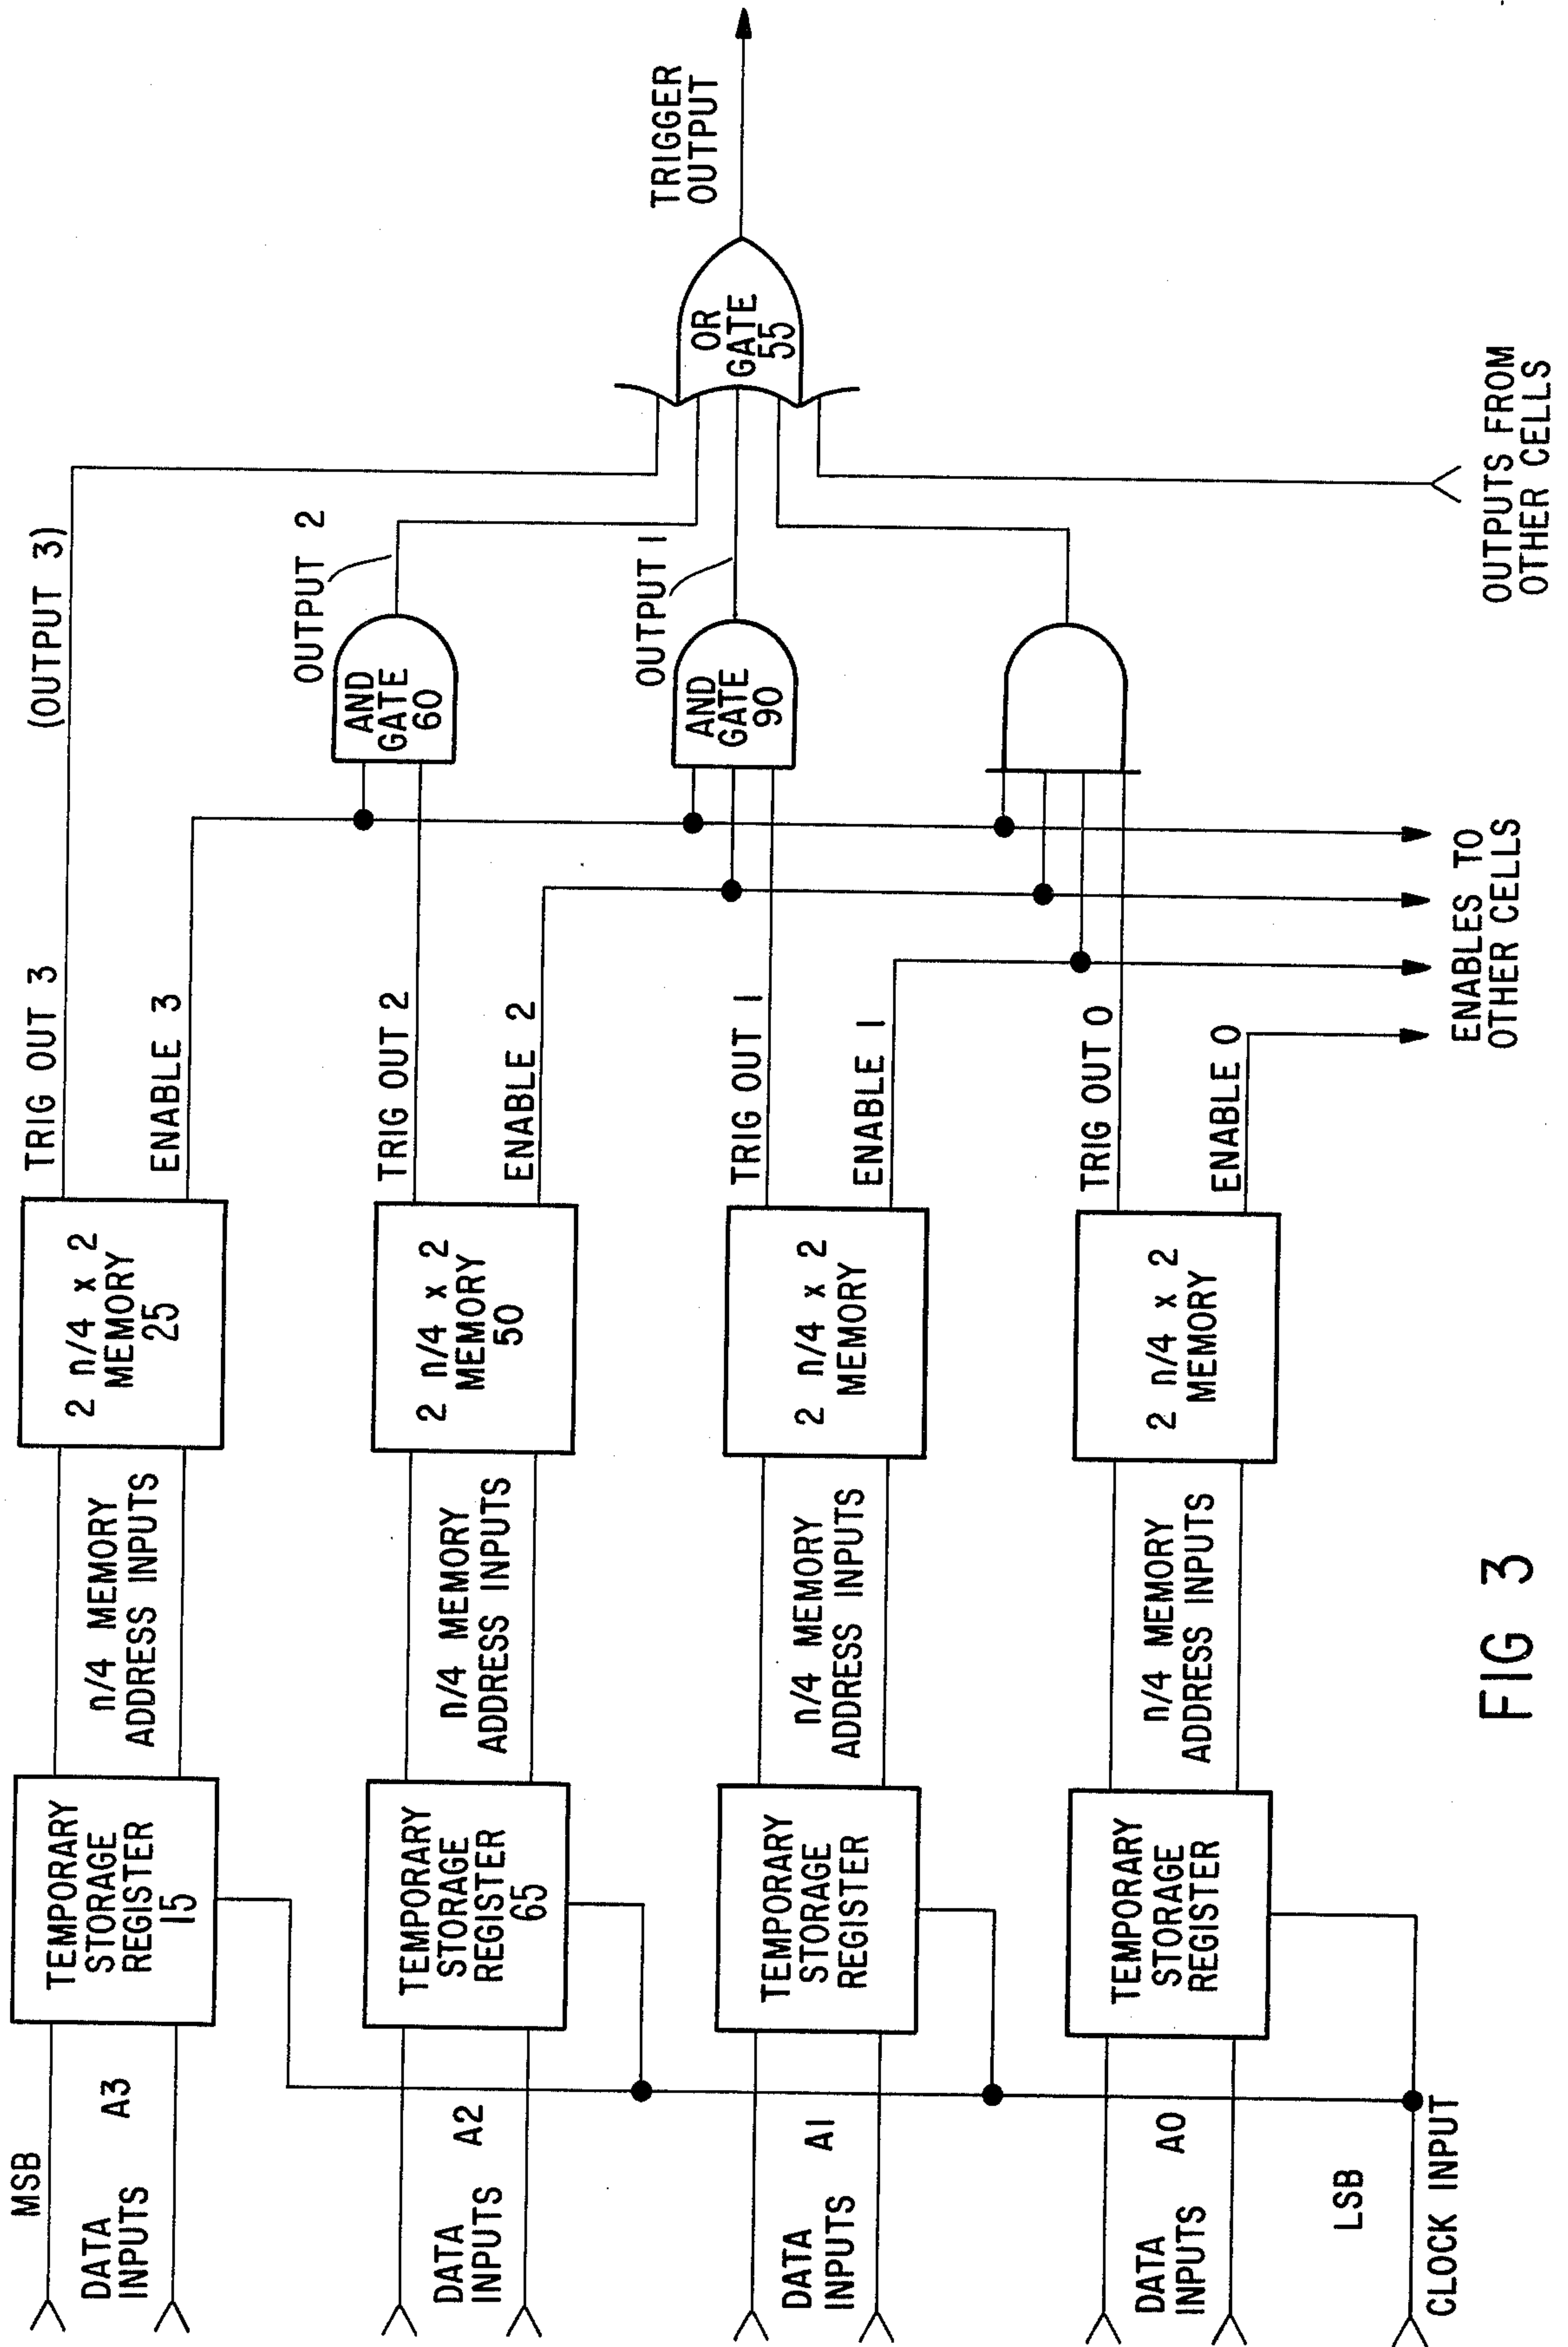 MSB
DATA
INPUTS
A3
TEMPORARY
STORAGE
REGISTER
15
n/4 MEMORY
ADDRESS INPUTS
2 n/4 x 2
MEMORY
25
TRIG OUT 3
ENABLE 3
(OUTPUT 3)
DATA
INPUTS
A2
TEMPORARY
STORAGE
REGISTER
65
n/4 MEMORY
ADDRESS INPUTS
2 n/4 x 2
MEMORY
50
TRIG OUT 2
ENABLE 2
AND
GATE
60
OUTPUT 2
DATA
INPUTS
A1
TEMPORARY
STORAGE
REGISTER
n/4 MEMORY
ADDRESS INPUTS
2 n/4 x 2
MEMORY
TRIG OUT 1
ENABLE 1
AND
GATE
90
OUTPUT 1
OR
GATE
55
TRIGGER
OUTPUT
DATA
INPUTS
A0
TEMPORARY
STORAGE
REGISTER
n/4 MEMORY
ADDRESS INPUTS
2 n/4 x 2
MEMORY
TRIG OUT 0
ENABLE 0
LSB
CLOCK INPUT
ENABLES TO
OTHER CELLS
OUTPUTS FROM
OTHER CELLS
FIG 3